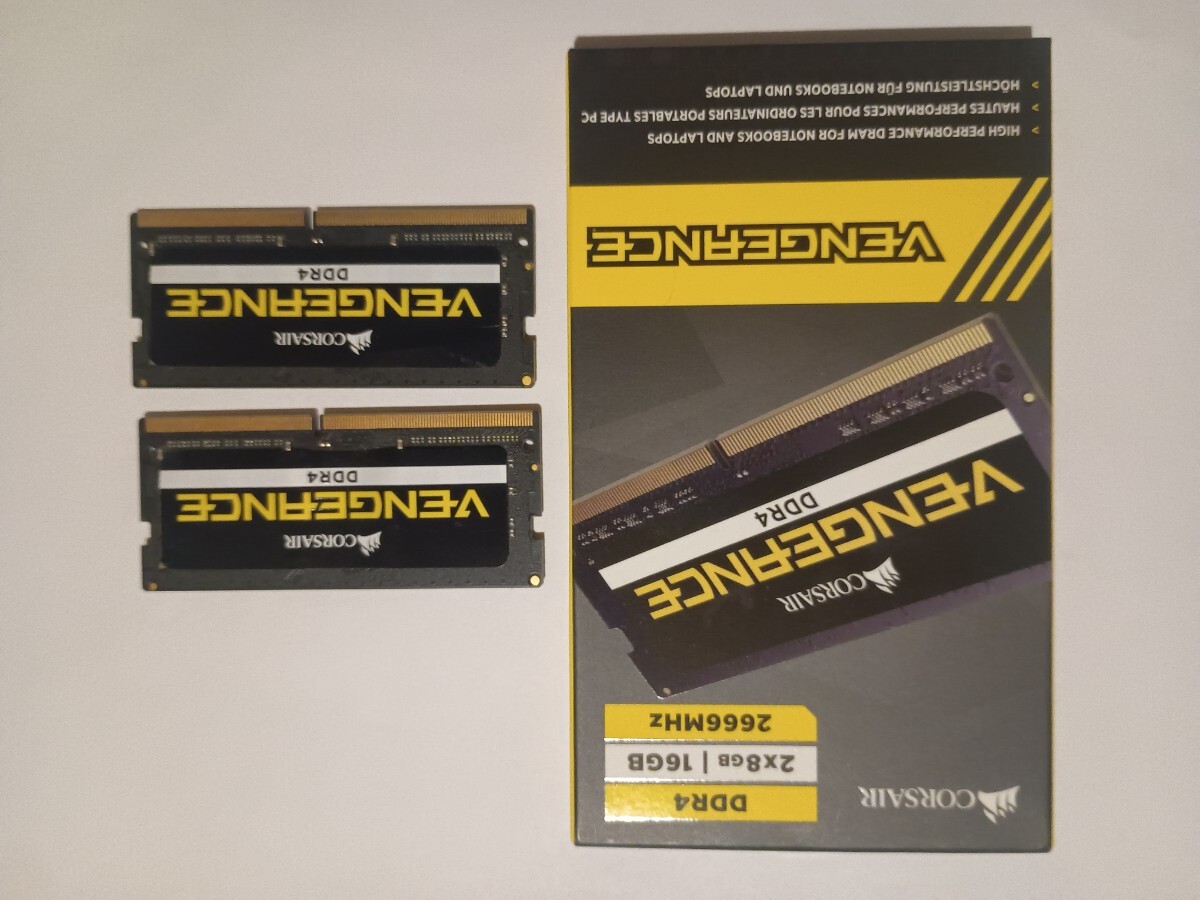 CORSAIR
DDR4
2x8GB | 16GB
2666MHz
CORSAIR
VENGEANCE
DDR4
VENGEANCE
> HIGH PERFORMANCE DRAM FOR NOTEBOOKS AND LAPTOPS
> HAUTES PERFORMANCES POUR LES ORDINATEURS PORTABLES TYPE PC
> HÖCHSTLEISTUNG FÜR NOTEBOOKS UND LAPTOPS
CORSAIR
VENGEANCE
DDR4
CORSAIR
VENGEANCE
DDR4